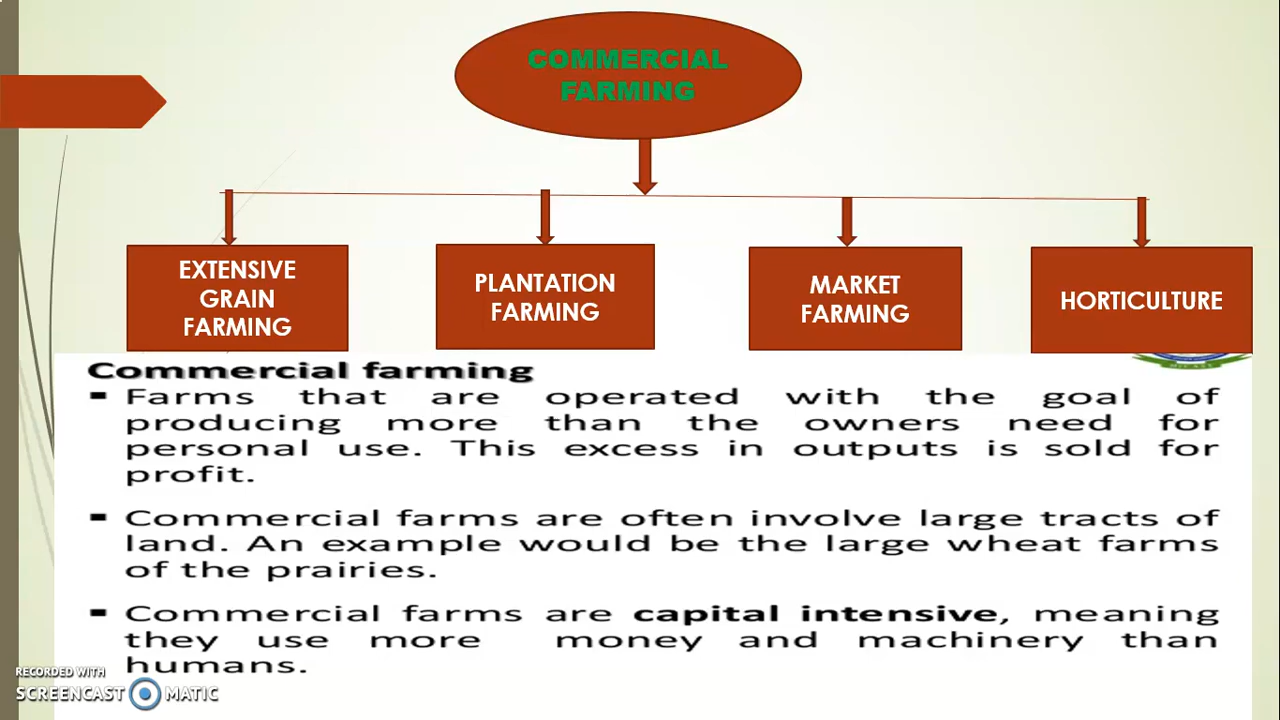 COMMERCIAL
FARMING
EXTENSIVE
GRAIN
FARMING
PLANTATION
FARMING
MARKET
FARMING
HORTICULTURE
Commercial farming
▪ Farms that are operated with the goal of
producing more than the owners need for
personal use. This excess in outputs is sold for
profit.
▪ Commercial farms are often involve large tracts of
land. An example would be the large wheat farms
of the prairies.
▪ Commercial farms are capital intensive, meaning
they use more money and machinery than
humans.
RECORDED WITH
SCREENCAST MATIC